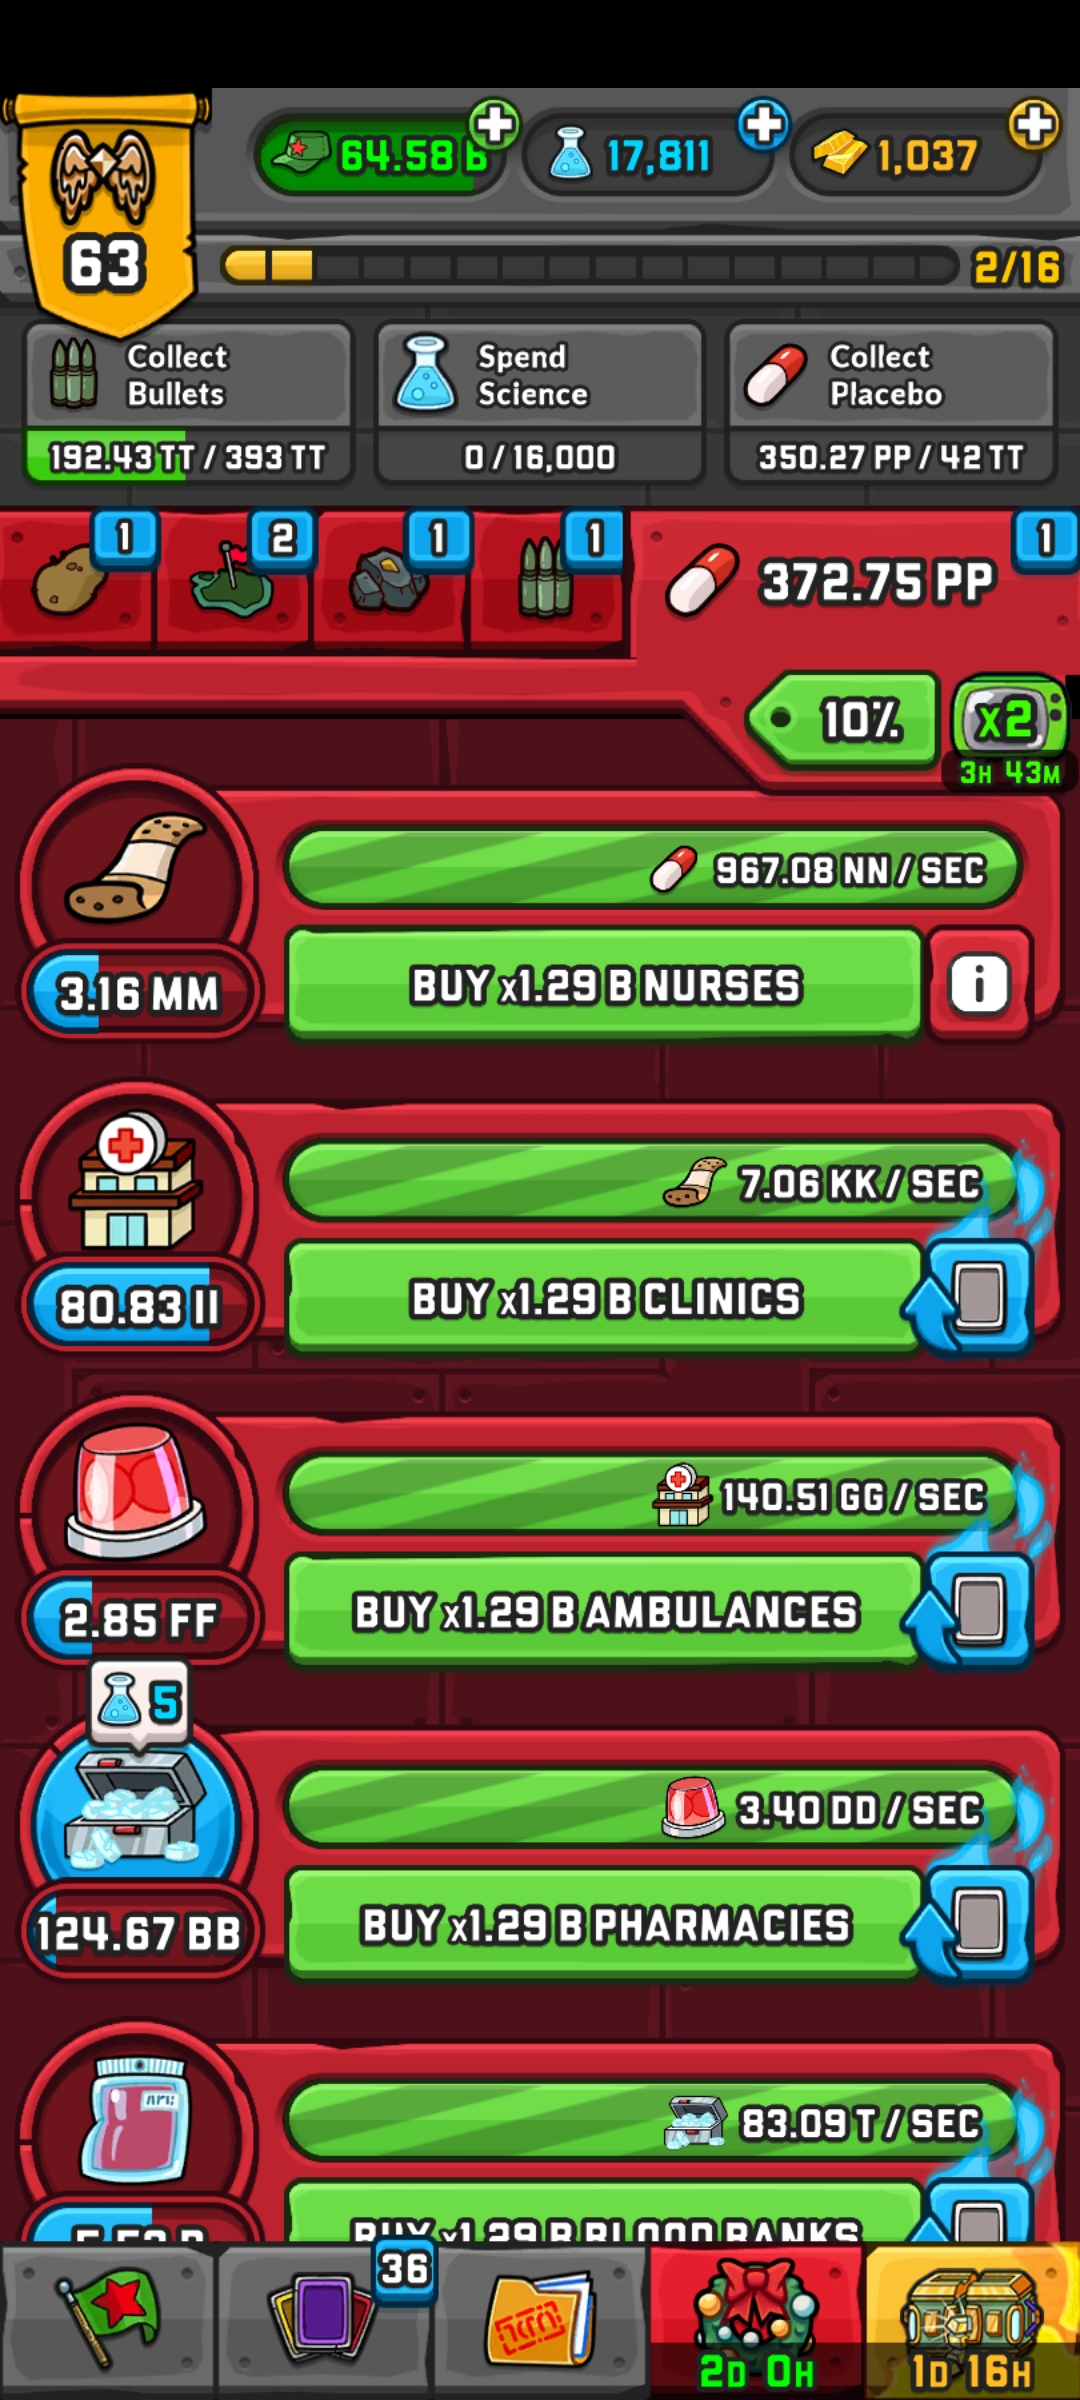 64.58 B
17,811
1,037
63
2/16
Collect
Bullets
192.43 TT / 393 TT
Spend
Science
0 / 16,000
Collect
Placebo
350.27 PP / 42 TT
1
2
1
1
372.75 PP
1
10%
x2
3H 43M
967.08 NN / SEC
3.16 MM
BUY x1.29 B NURSES
i
7.06 KK / SEC
80.83 II
BUY x1.29 B CLINICS
140.51 GG / SEC
2.85 FF
BUY x1.29 B AMBULANCES
5
3.40 DD / SEC
124.67 BB
BUY x1.29 B PHARMACIES
83.09 T / SEC
BUY x1.29 B BLOOD BANKS
36
2D 0H
1D 16H